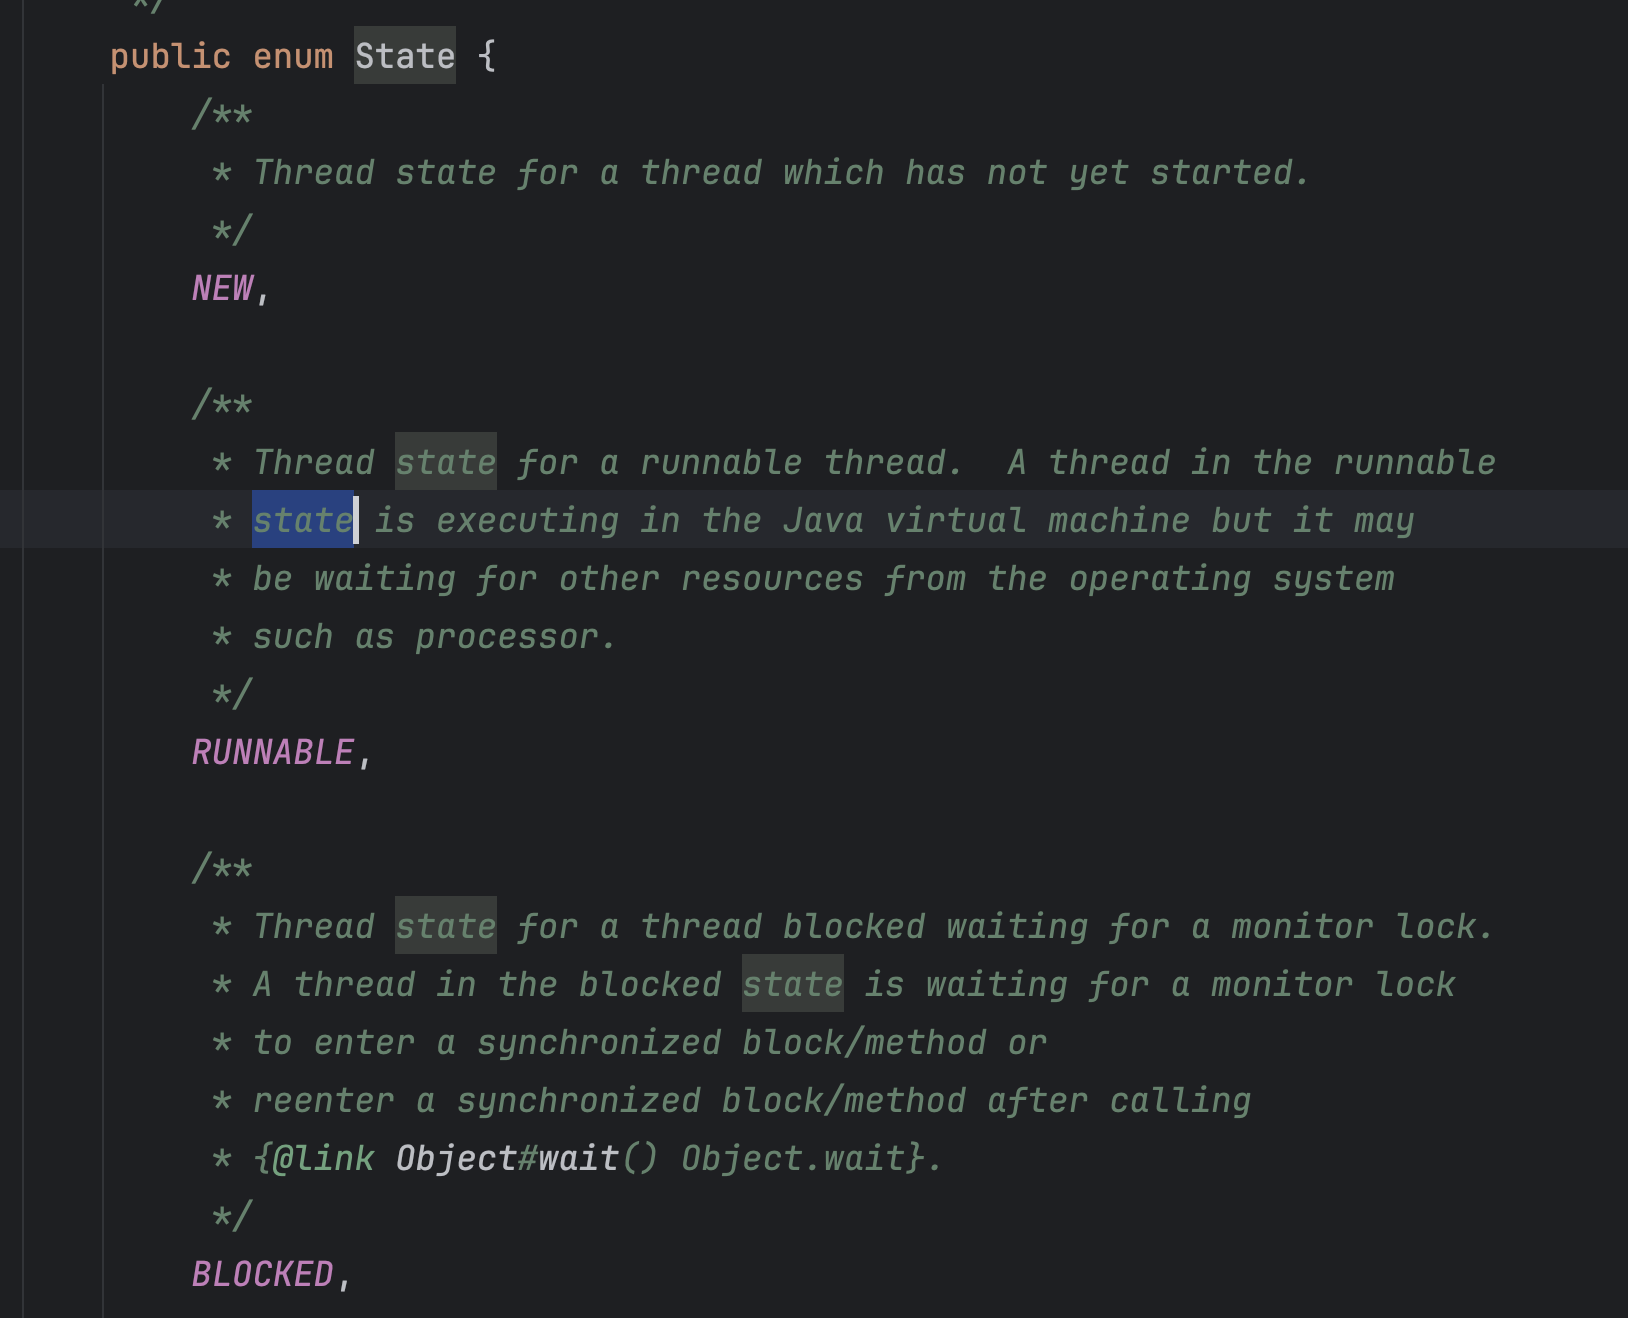 */
public enum State {
/**
* Thread state for a thread which has not yet started.
*/
NEW,
/**
* Thread state for a runnable thread.  A thread in the runnable
* state is executing in the Java virtual machine but it may
* be waiting for other resources from the operating system
* such as processor.
*/
RUNNABLE,
/**
* Thread state for a thread blocked waiting for a monitor lock.
* A thread in the blocked state is waiting for a monitor lock
* to enter a synchronized block/method or
* reenter a synchronized block/method after calling
* {@link Object#wait() Object.wait}.
*/
BLOCKED,